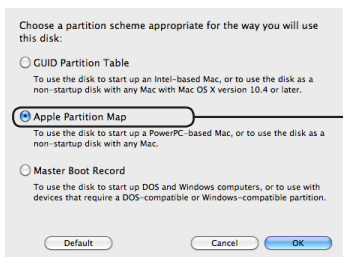 Choose a partition scheme appropriate for the way you will use
this disk:
GUID Partition Table
To use the disk to start up an Intel-based Mac, or to use the disk as a
non-startup disk with any Mac with Mac OS X version 10.4 or later.
Apple Partition Map
To use the disk to start up a PowerPC-based Mac, or to use the disk as a
non-startup disk with any Mac.
Master Boot Record
To use the disk to start up DOS and Windows computers, or to use with
devices that require a DOS-compatible or Windows-compatible partition.
Default
Cancel
OK